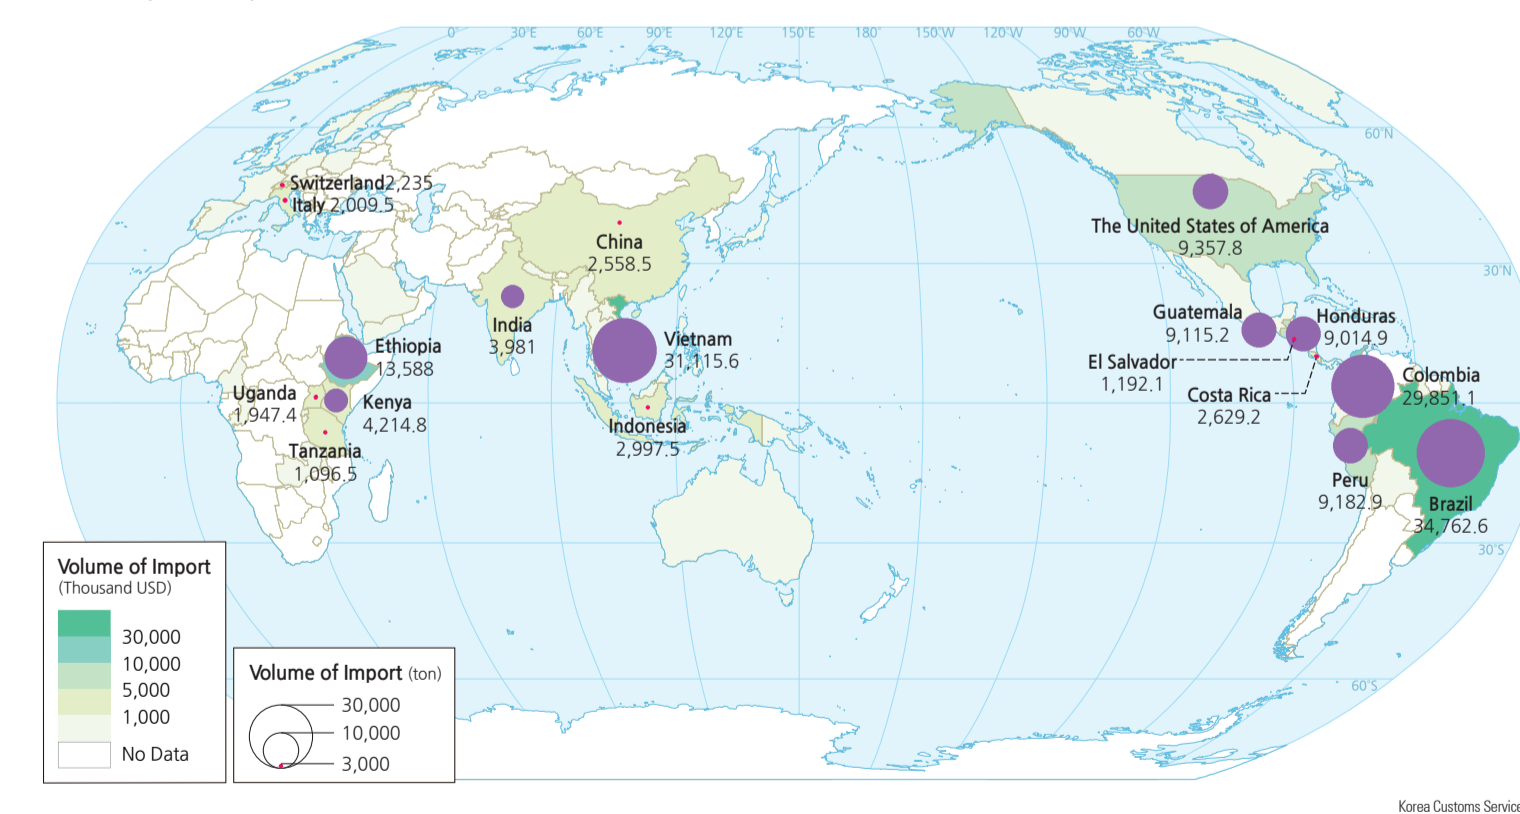 0°
30°E
60°E
90°E
120°E
150°E
180°
150°W
120°W
90°W
60°W
60°N
30°N
30°S
60°S
Switzerland2,235
Italy 2,009.5
China
2,558.5
India
3,981
Vietnam
31,115.6
Ethiopia
13,588
Uganda
1,947.4
Kenya
4,214.8
Tanzania
1,096.5
Indonesia
2,997.5
The United States of America
9,357.8
Guatemala
9,115.2
Honduras
9,014.9
El Salvador
1,192.1
Costa Rica
2,629.2
Colombia
29,851.1
Peru
9,182.9
Brazil
34,762.6
Volume of Import
(Thousand USD)
30,000
10,000
5,000
1,000
No Data
Volume of Import (ton)
30,000
10,000
3,000
Korea Customs Service